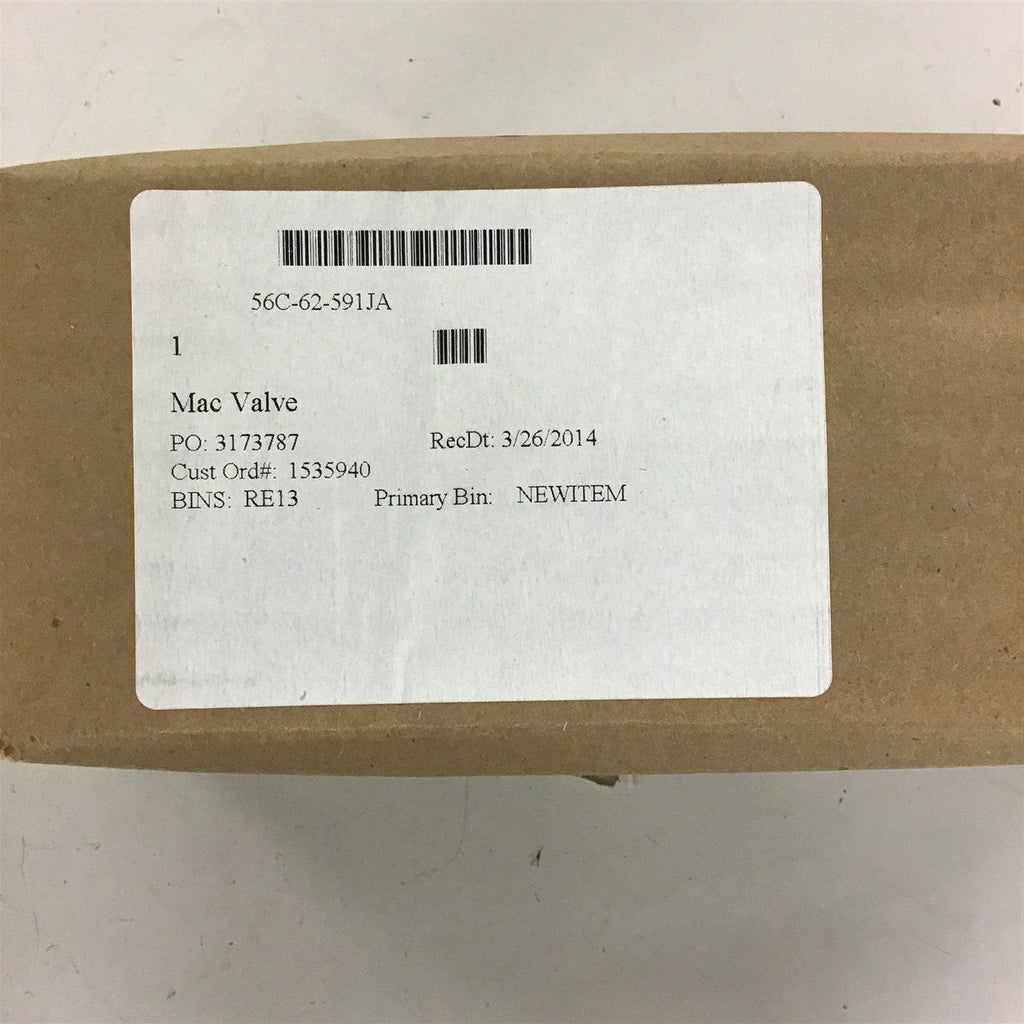 56C-62-591JA
1
Mac Valve
PO: 3173787 RecDt: 3/26/2014
Cust Ord#: 1535940
BINS: RE13 Primary Bin: NEWITEM